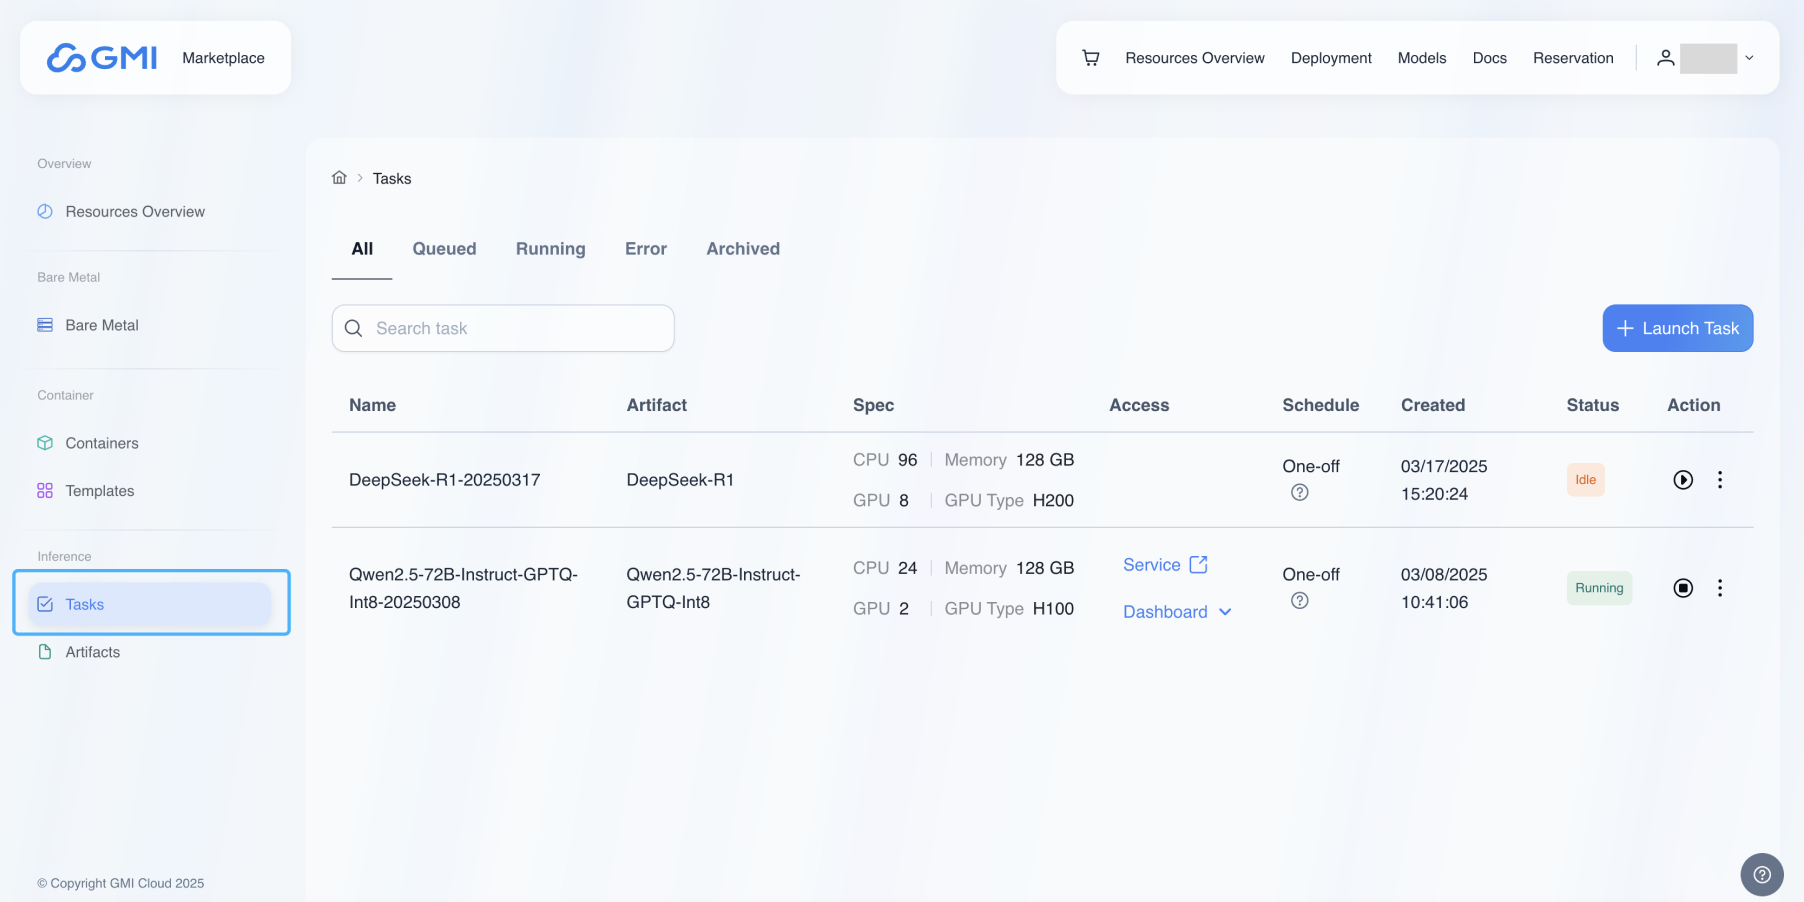 GMI Marketplace
Resources Overview Deployment Models Docs Reservation
Overview
Resources Overview
Bare Metal
Bare Metal
Container
Containers
Templates
Inference
Tasks
Artifacts
© Copyright GMI Cloud 2025
Tasks
All Queued Running Error Archived
Search task
Launch Task
Name Artifact Spec Access Schedule Created Status Action
DeepSeek-R1-20250317
DeepSeek-R1
CPU 96 Memory 128 GB
GPU 8 GPU Type H200
One-off
03/17/2025
15:20:24
Idle
Qwen2.5-72B-Instruct-GPTQ-
Int8-20250308
Qwen2.5-72B-Instruct-
GPTQ-Int8
CPU 24 Memory 128 GB
GPU 2 GPU Type H100
Service
Dashboard
One-off
03/08/2025
10:41:06
Running